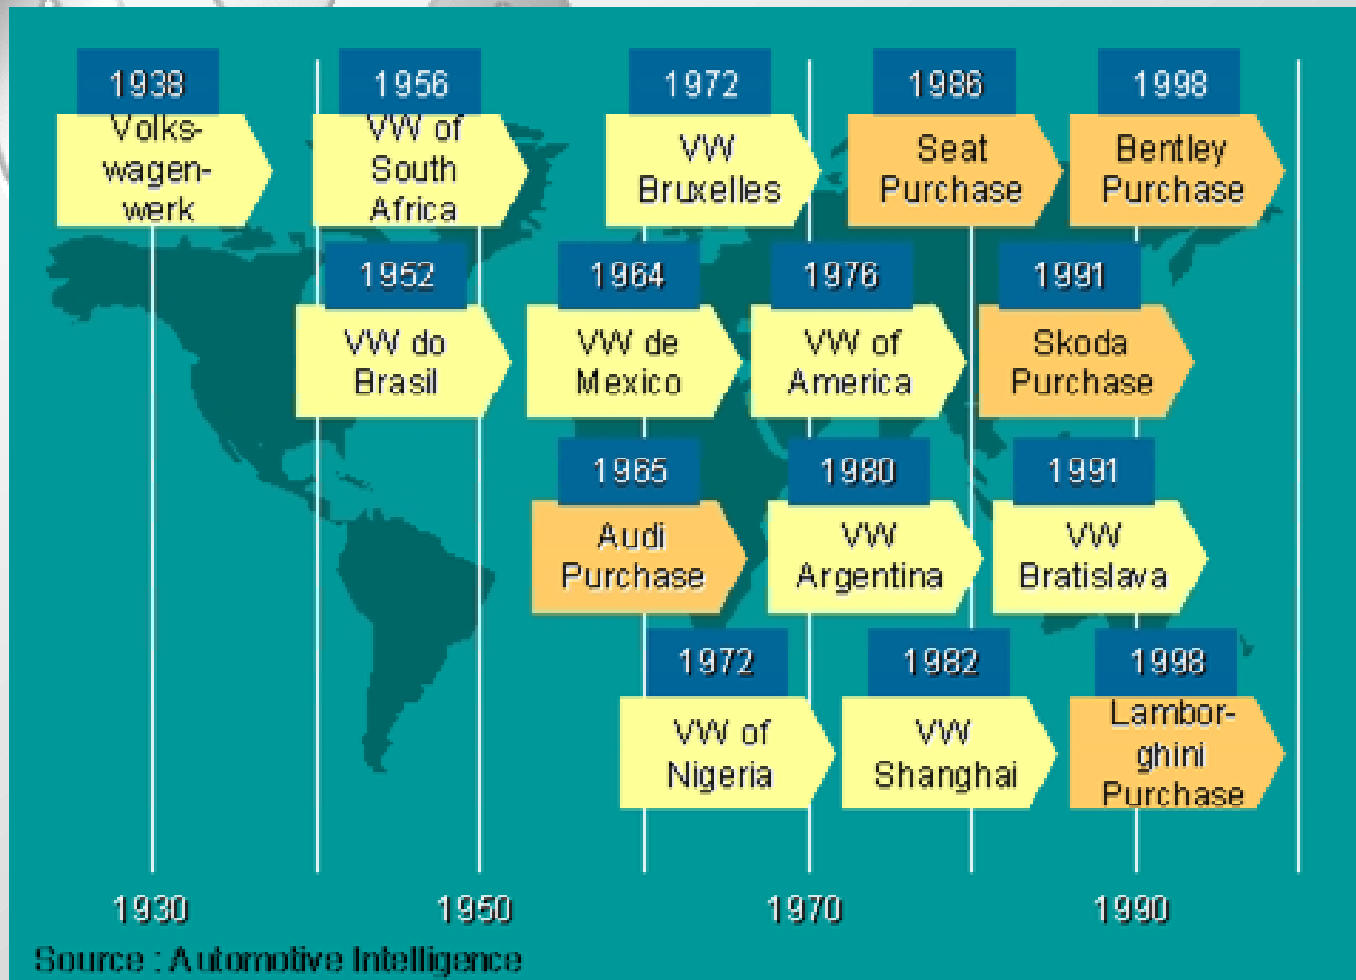 1938
Volks-
wagen-
werk
1956
VW of
South
Africa
1972
VW
Bruxelles
1986
Seat
Purchase
1998
Bentley
Purchase
1952
VW do
Brasil
1964
VW de
Mexico
1976
VW of
America
1991
Skoda
Purchase
1965
Audi
Purchase
1980
VW
Argentina
1991
VW
Bratislava
1972
VW of
Nigeria
1982
VW
Shanghai
1998
Lambor-
ghini
Purchase
1930 1950 1970 1990
Source : Automotive Intelligence